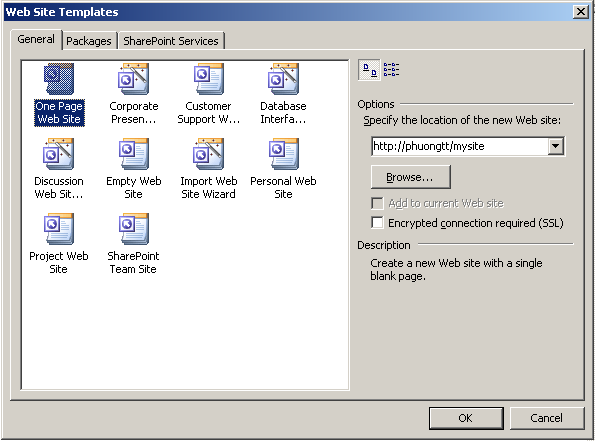 Web Site Templates
General
Packages
SharePoint Services
One Page
Web Site
Corporate
Presen...
Customer
Support W...
Database
Interfa...
Discussion
Web Sit...
Empty Web
Site
Import Web
Site Wizard
Personal Web
Site
Project Web
Site
SharePoint
Team Site
Options
Specify the location of the new Web site:
http://phuongtt/mysite
Browse...
Add to current Web site
Encrypted connection required (SSL)
Description
Create a new Web site with a single
blank page.
OK
Cancel